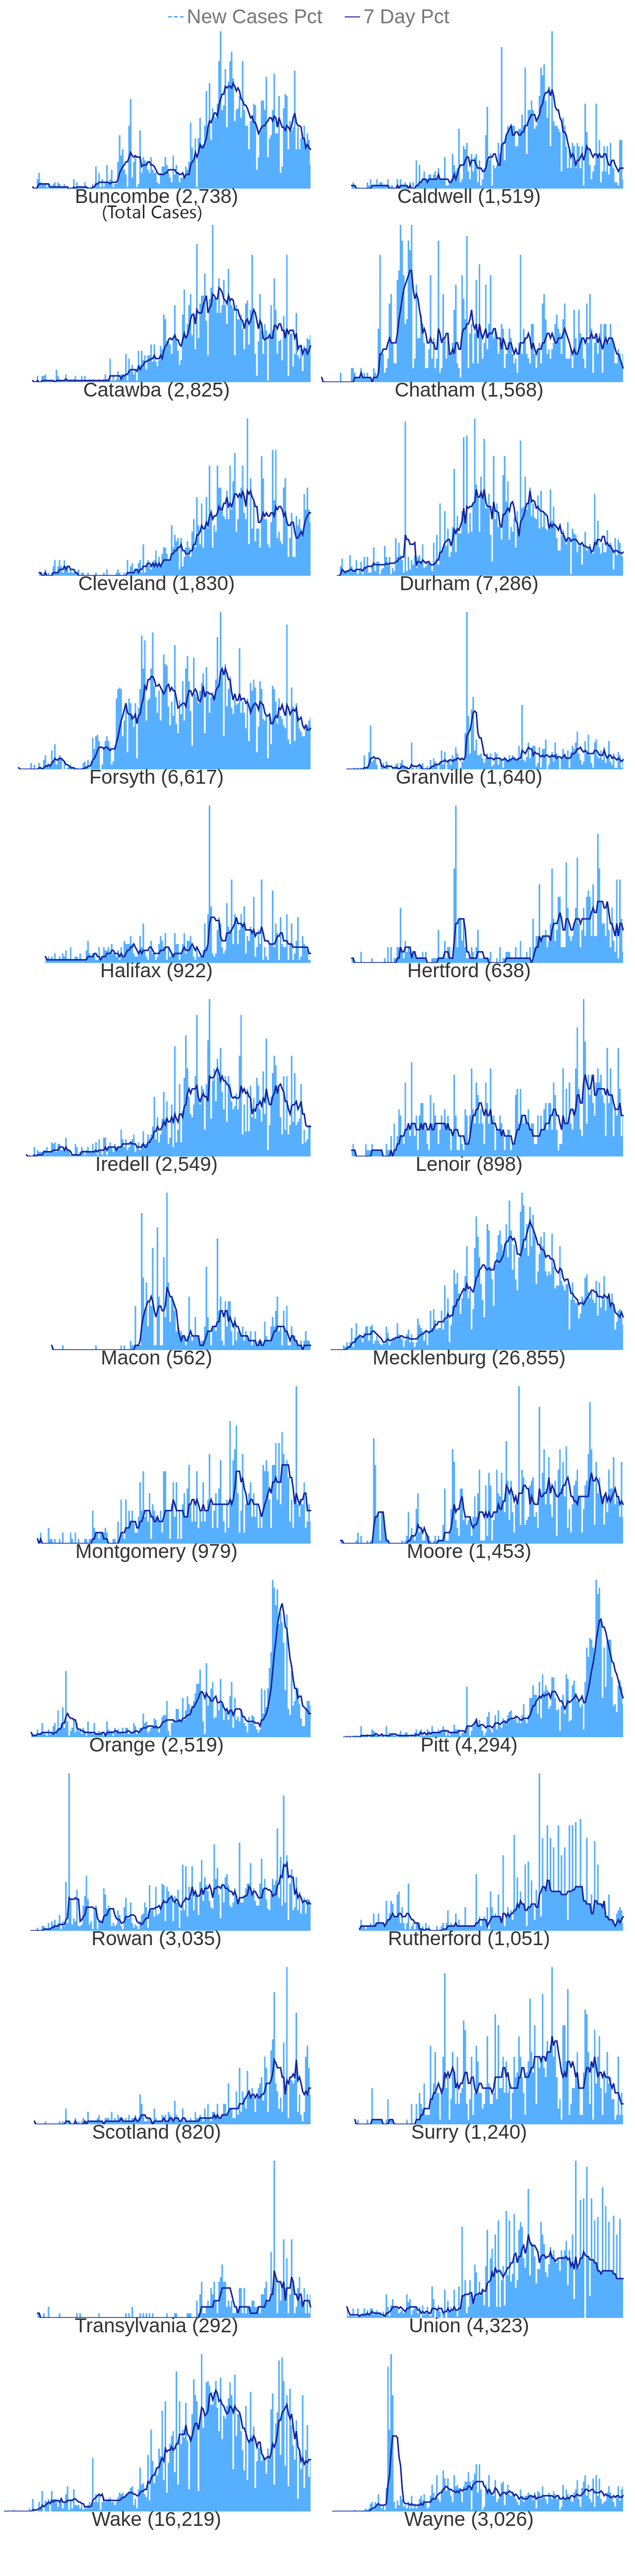 New Cases Pct 7 Day Pct
Buncombe (2,738) Caldwell (1,519)
(Total Cases)
Catawba (2,825) Chatham (1,568)
Cleveland (1,830) Durham (7,286)
Forsyth (6,617) Granville (1,640)
Halifax (922) Hertford (638)
Iredell (2,549) Lenoir (898)
Macon (562) Mecklenburg (26,855)
Montgomery (979) Moore (1,453)
Orange (2,519) Pitt (4,294)
Rowan (3,035) Rutherford (1,051)
Scotland (820) Surry (1,240)
Transylvania (292) Union (4,323)
Wake (16,219) Wayne (3,026)